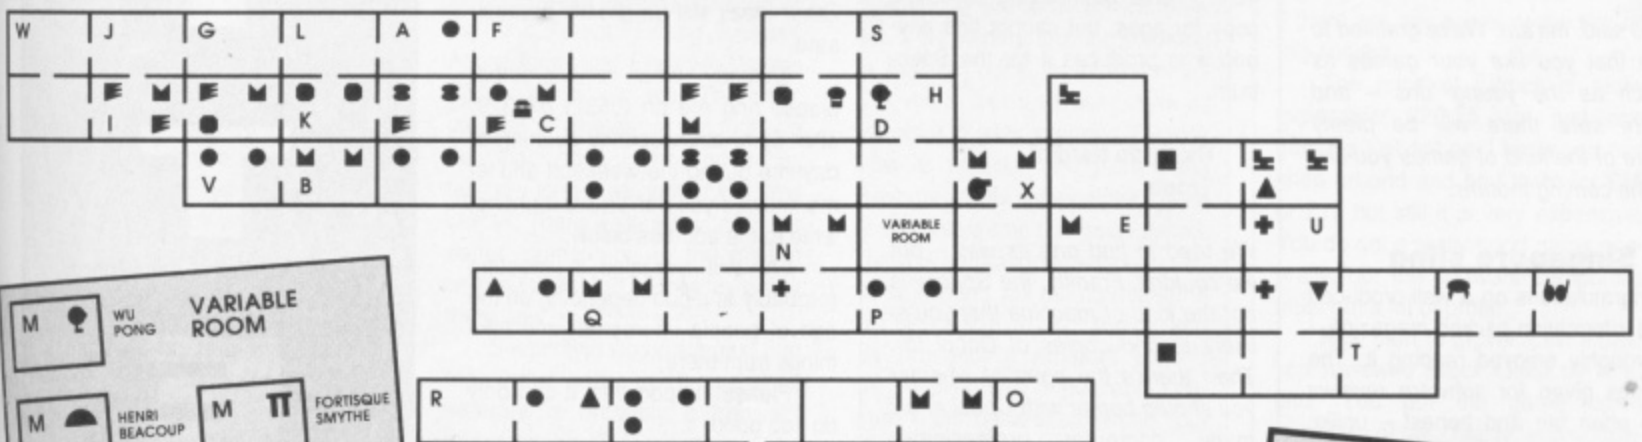 W J G L A F S
I K C D H
V B X
N VARIABLE ROOM E U
Q P
T
R O
VARIABLE
ROOM
M WU
PONG
M HENRI
BEACOUP
M FORTISQUE
SMYTHE